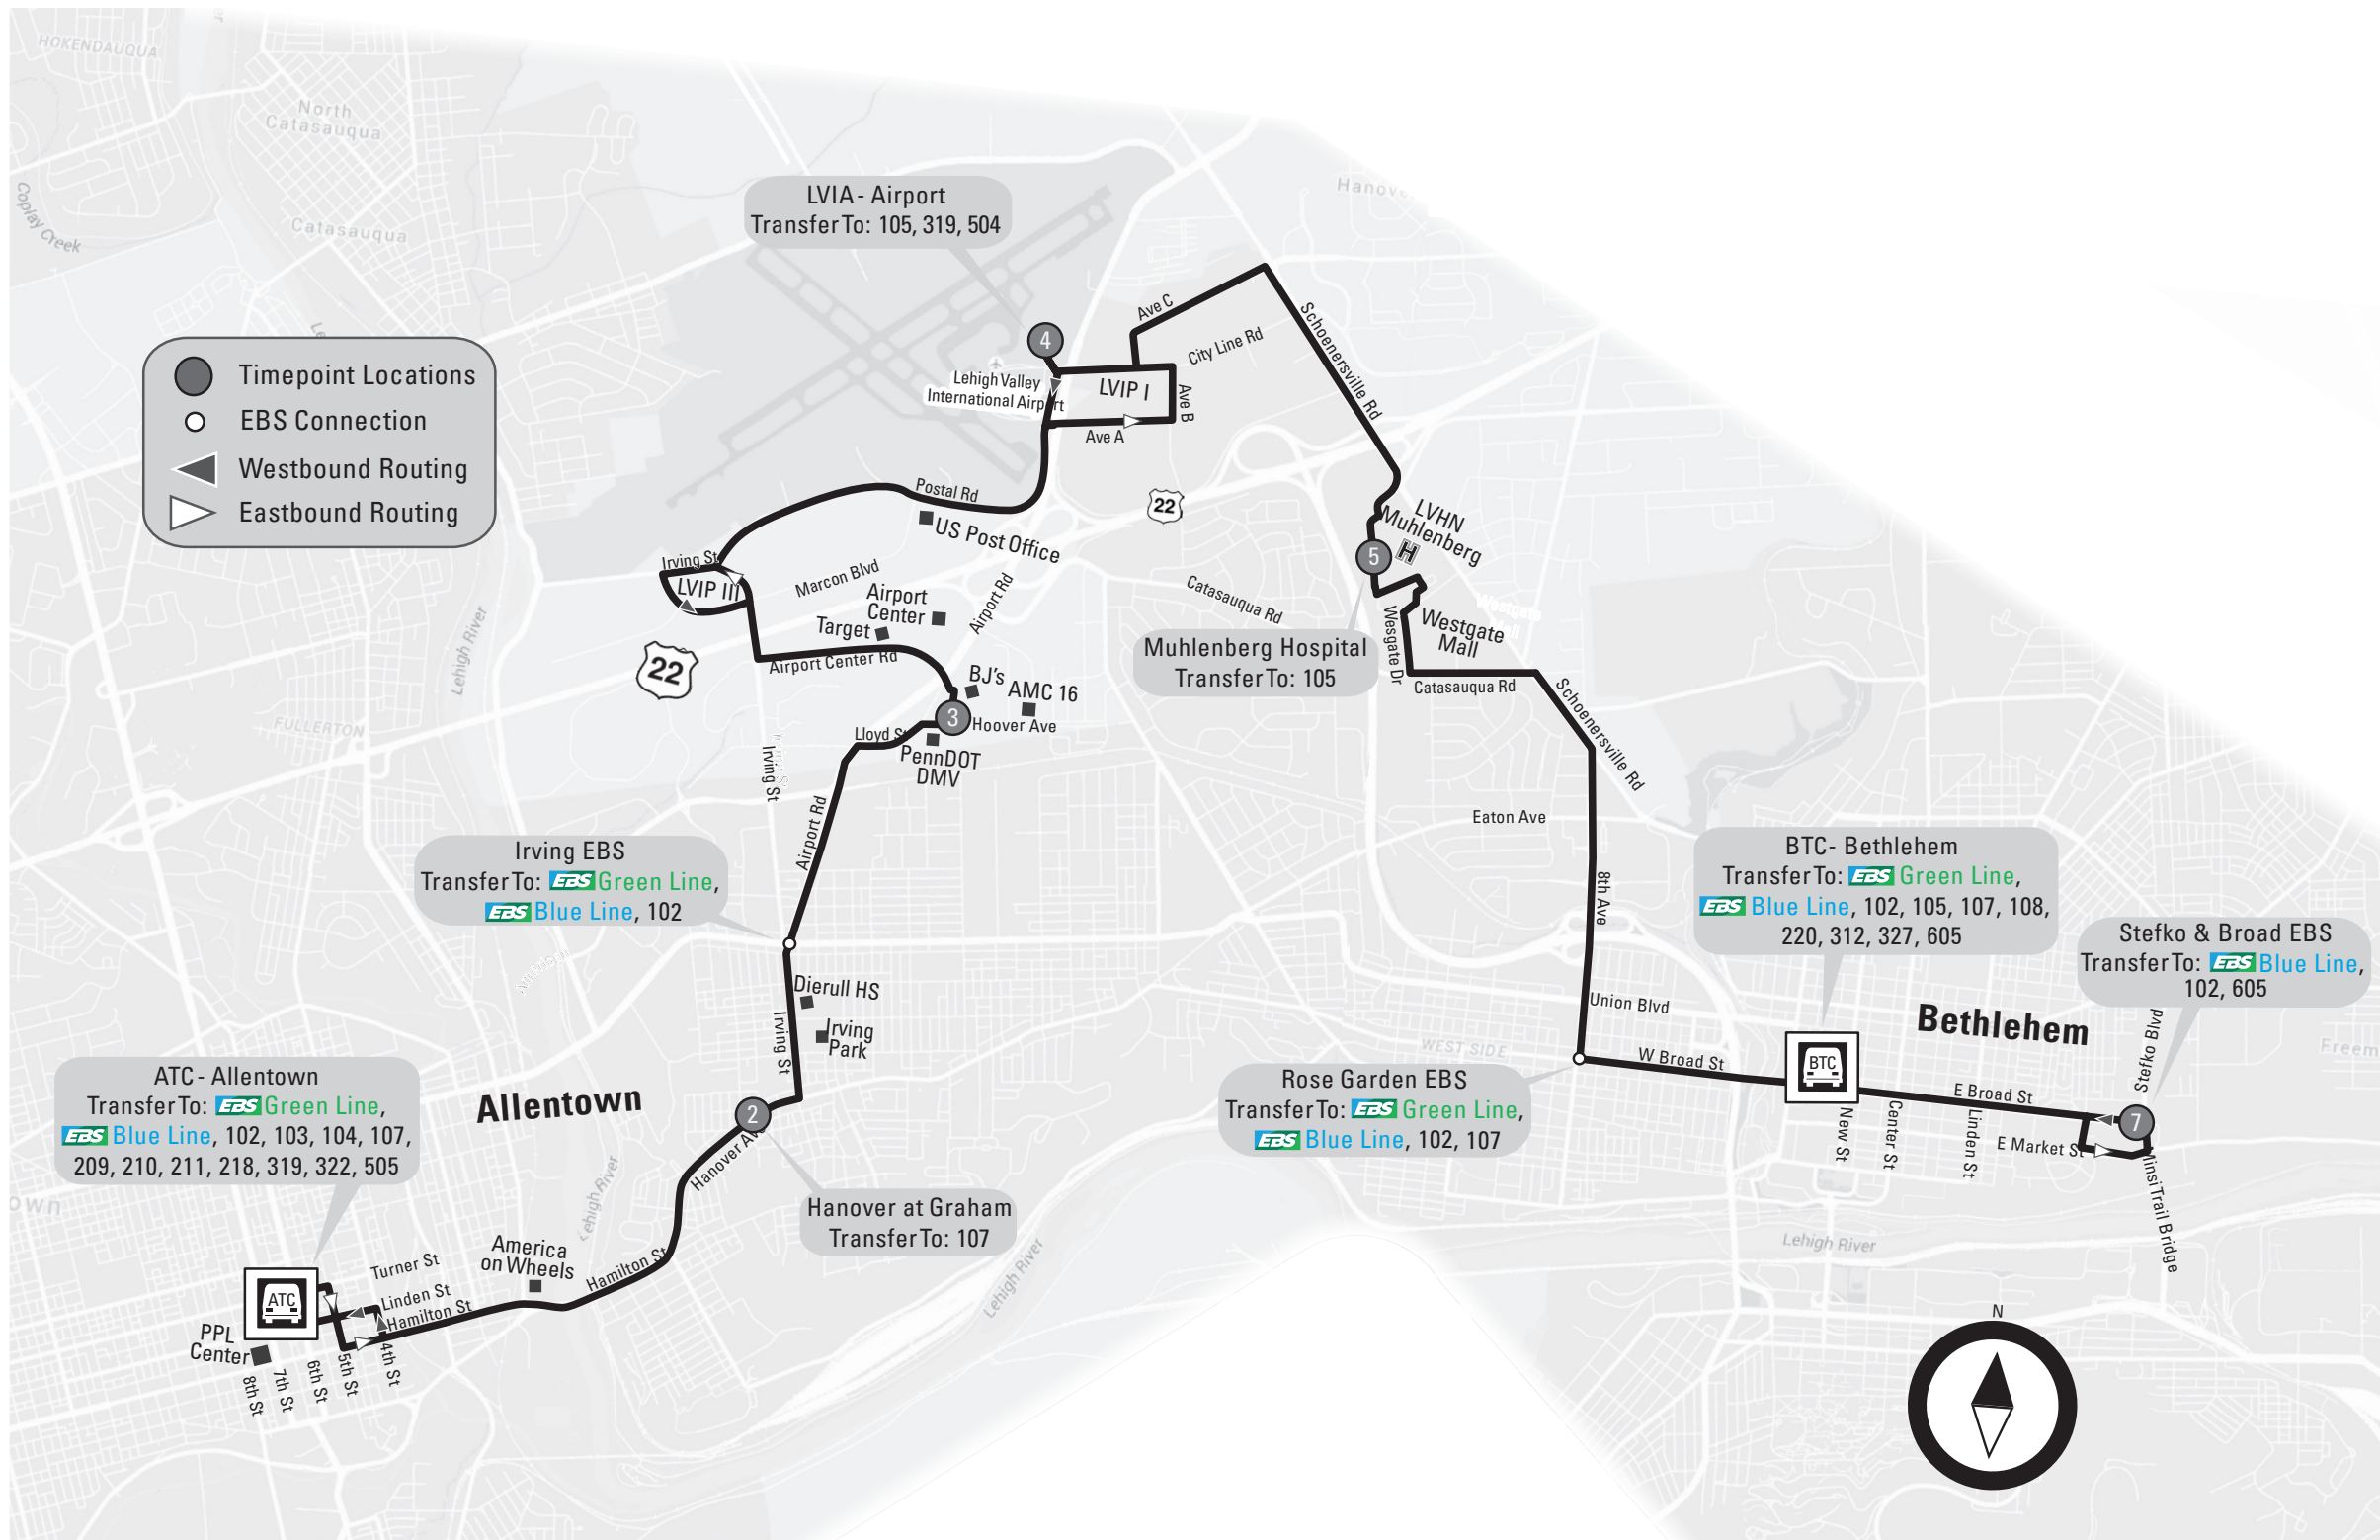 HOKENDAUQUA
North
Catasauqua
Coplay Creek
Catasauqua
LVIA - Airport
Transfer To: 105, 319, 504
Timepoint Locations
EBS Connection
Westbound Routing
Eastbound Routing
4
Lehigh Valley
International Airport
LVIP I
Ave A
Ave B
Ave C
City Line Rd
Schoenersville Rd
Postal Rd
US Post Office
22
Irving St
LVIP III
Marcon Blvd
Airport
Center
Target
Airport Rd
Airport Center Rd
22
Lehigh River
FULLERTON
BJ's
AMC 16
3
Hoover Ave
Lloyd St
PennDOT
DMV
Irving St
Airport Rd
Catasauqua Rd
LVHN
Muhlenberg
H
5
Muhlenberg Hospital
Transfer To: 105
Wesgate Dr
Westgate
Mall
Westgate
Mall
Catasauqua Rd
Schoenersville Rd
Eaton Ave
8th Ave
Irving EBS
Transfer To: EBS Green Line,
EBS Blue Line, 102
BTC- Bethlehem
Transfer To: EBS Green Line,
EBS Blue Line, 102, 105, 107, 108,
220, 312, 327, 605
Stefko & Broad EBS
Transfer To: EBS Blue Line,
102, 605
Dierull HS
Irving
Park
Irving St
Union Blvd
WEST SIDE
W Broad St
BTC
Bethlehem
Stefko Blvd
E Broad St
New St
Center St
Linden St
E Market St
7
Minsi Trail Bridge
Rose Garden EBS
Transfer To: EBS Green Line,
EBS Blue Line, 102, 107
ATC - Allentown
Transfer To: EBS Green Line,
EBS Blue Line, 102, 103, 104, 107,
209, 210, 211, 218, 319, 322, 505
Allentown
2
Hanover Ave
Hanover at Graham
Transfer To: 107
Lehigh River
Lehigh River
Lehigh River
America
on Wheels
Hamilton St
Turner St
Linden St
Hamilton St
ATC
PPL
Center
8th St
7th St
6th St
5th St
4th St
N